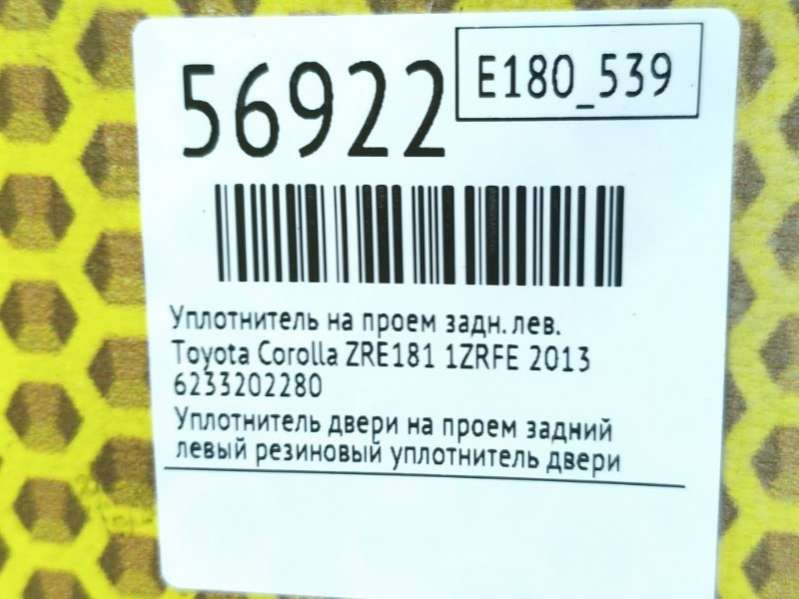 56922
E180_539
Уплотнитель на проем задн. лев.
Toyota Corolla ZRE181 1ZRFE 2013
6233202280
Уплотнитель двери на проем задний
левый резиновый уплотнитель двери